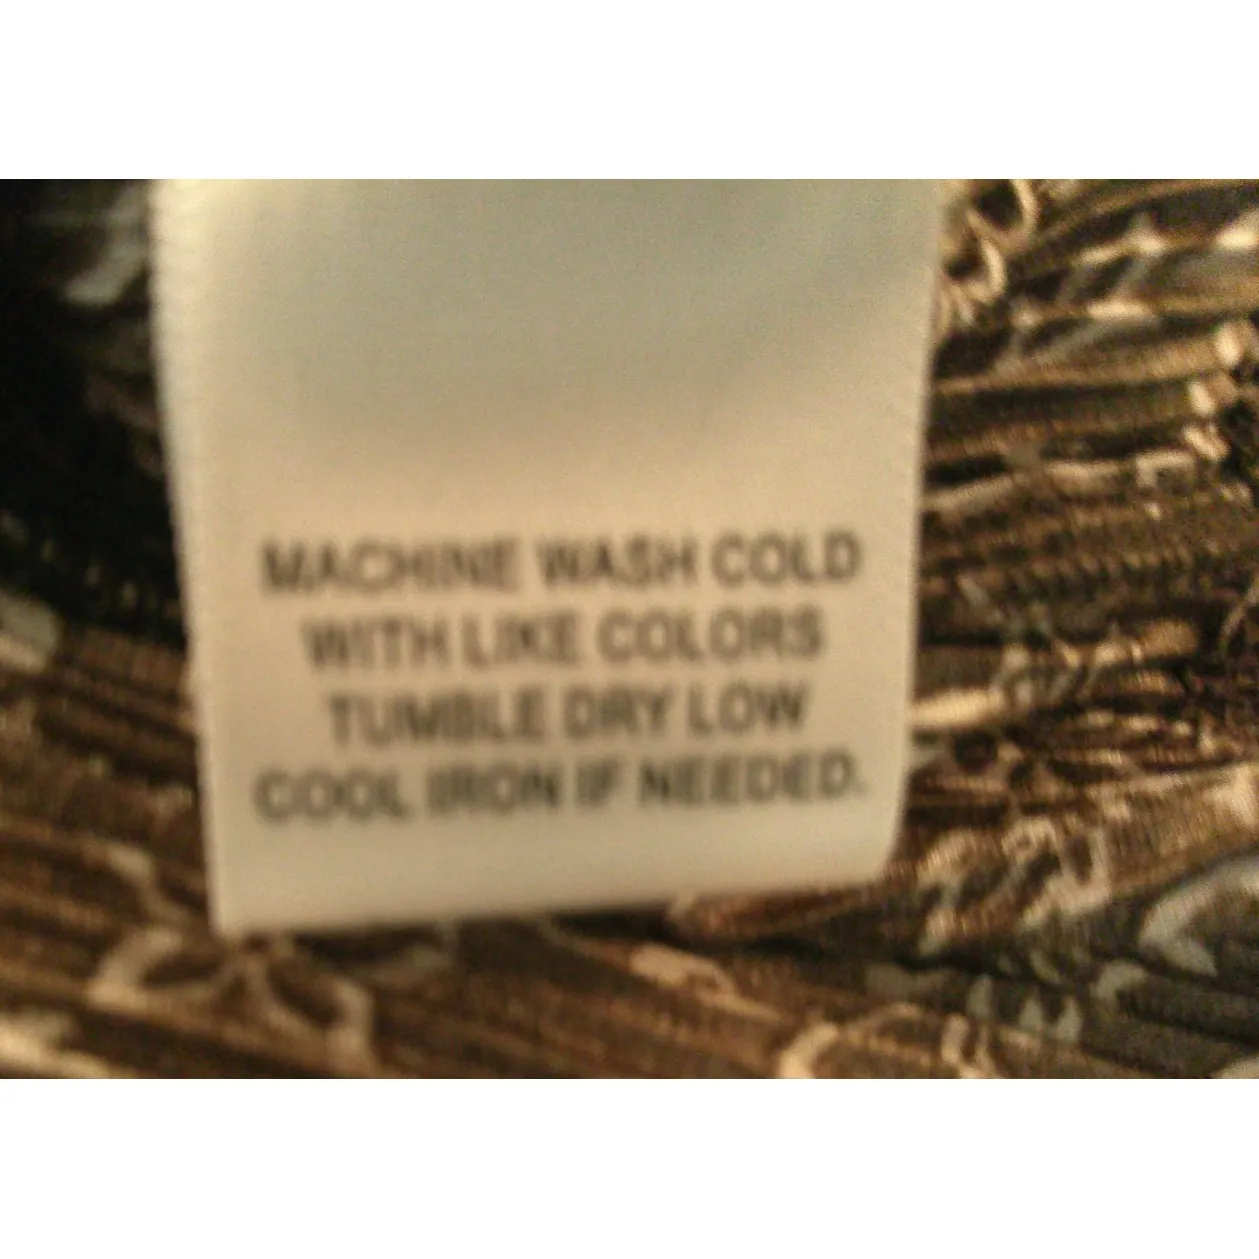 MACHINE WASH COLD
WITH LIKE COLORS
TUMBLE DRY LOW
COOL IRON IF NEEDED.